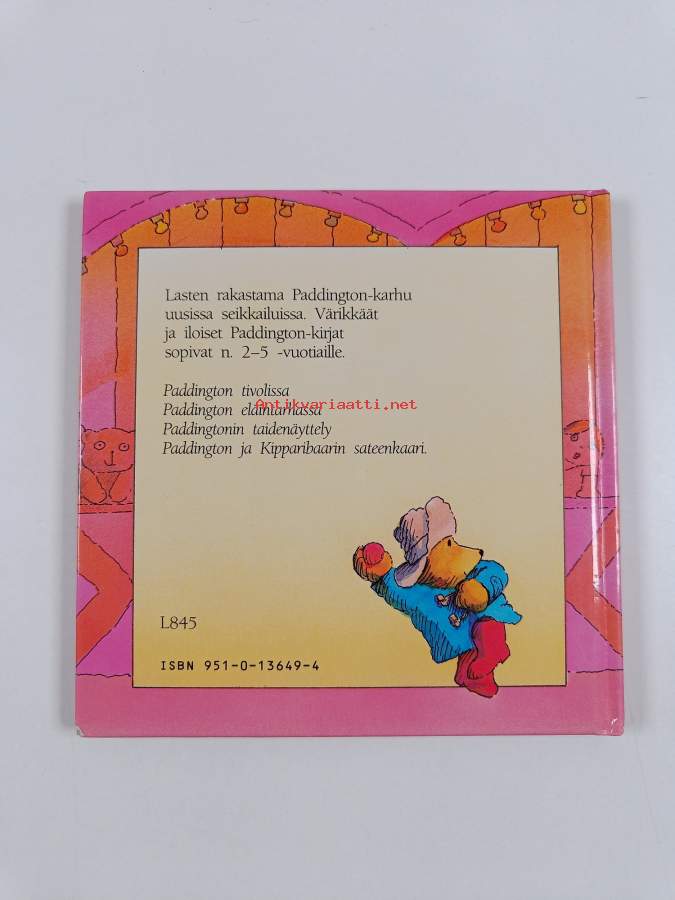 Lasten rakastama Paddington-karhu
uusissa seikkailuissa. Värikkäät
ja iloiset Paddington-kirjat
sopivat n. 2–5 -vuotiaille.
Paddington tivolissa
Antikvariaatti.net
Paddington eläintarhassa
Paddingtonin taidenäyttely
Paddington ja Kipparibaarin sateenkaari.
L845
ISBN 951-0-13649-4